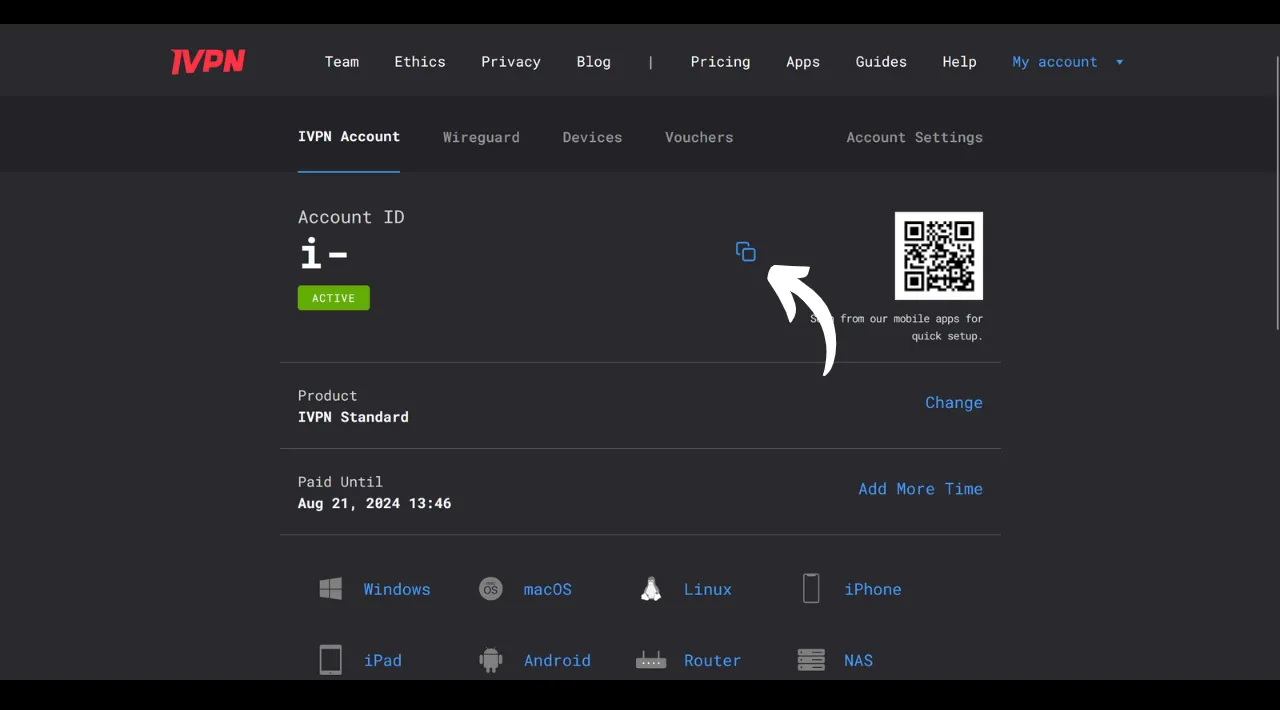 IVPN Team Ethics Privacy Blog | Pricing Apps Guides Help My account
IVPN Account Wireguard Devices Vouchers Account Settings
Account ID
i-
ACTIVE
from our mobile apps for
quick setup.
Product
IVPN Standard
Change
Paid Until
Aug 21, 2024 13:46
Add More Time
Windows macOS Linux iPhone
iPad Android Router NAS